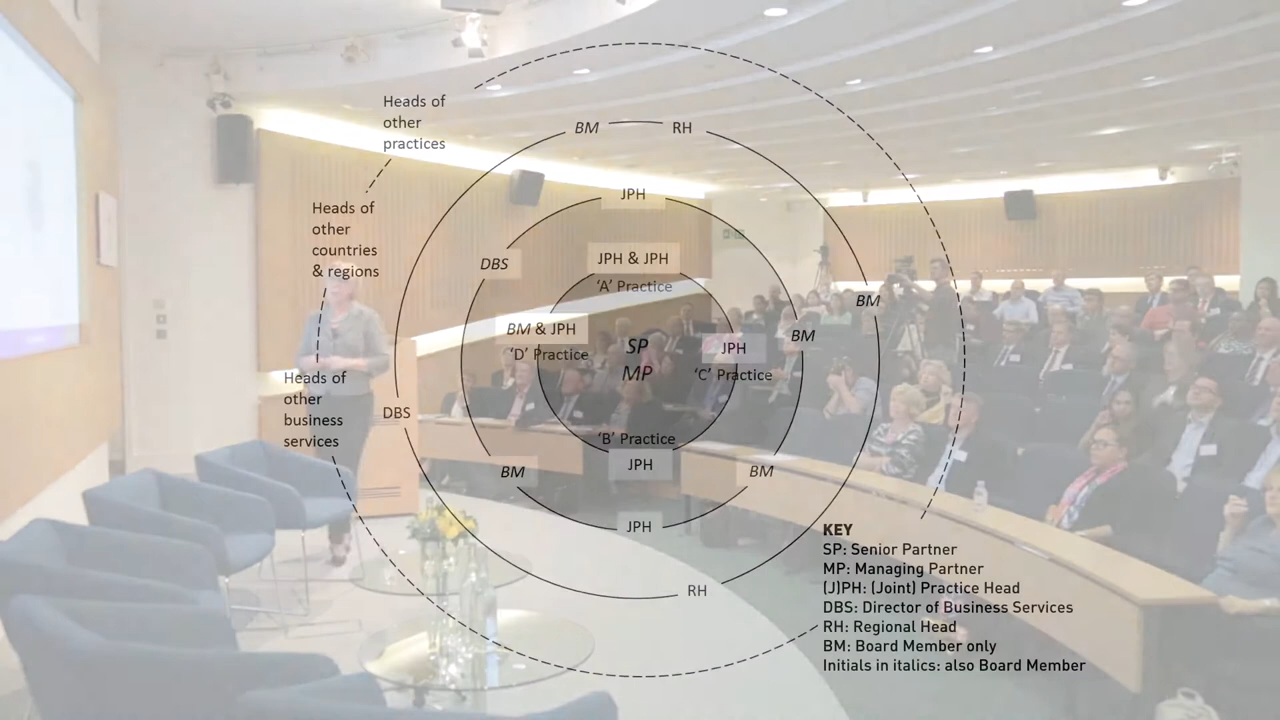 Heads of
other
practices
BM
RH
Heads of
other
countries
& regions
JPH
DBS
JPH & JPH
‘A’ Practice
BM
BM & JPH
‘D’ Practice
SP
MP
JPH
‘C’ Practice
BM
Heads of
other
business
services
DBS
‘B’ Practice
JPH
BM
BM
JPH
RH
KEY
SP: Senior Partner
MP: Managing Partner
(J)PH: (Joint) Practice Head
DBS: Director of Business Services
RH: Regional Head
BM: Board Member only
Initials in italics: also Board Member